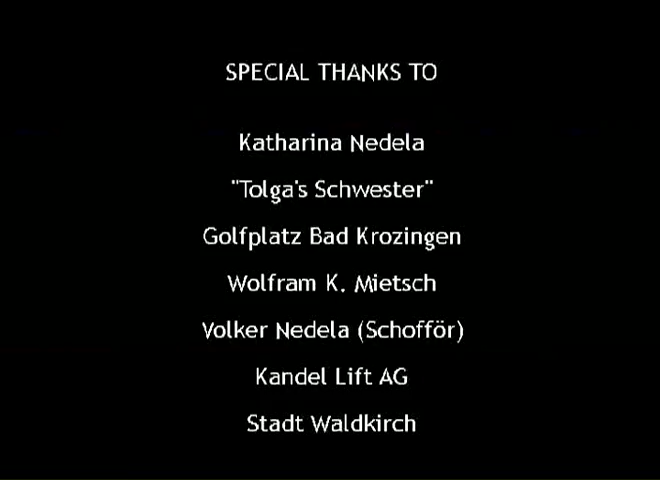 SPECIAL THANKS TO
Katharina Nedela
"Tolga's Schwester"
Golfplatz Bad Krozingen
Wolfram K. Mietsch
Volker Nedela (Schofför)
Kandel Lift AG
Stadt Waldkirch